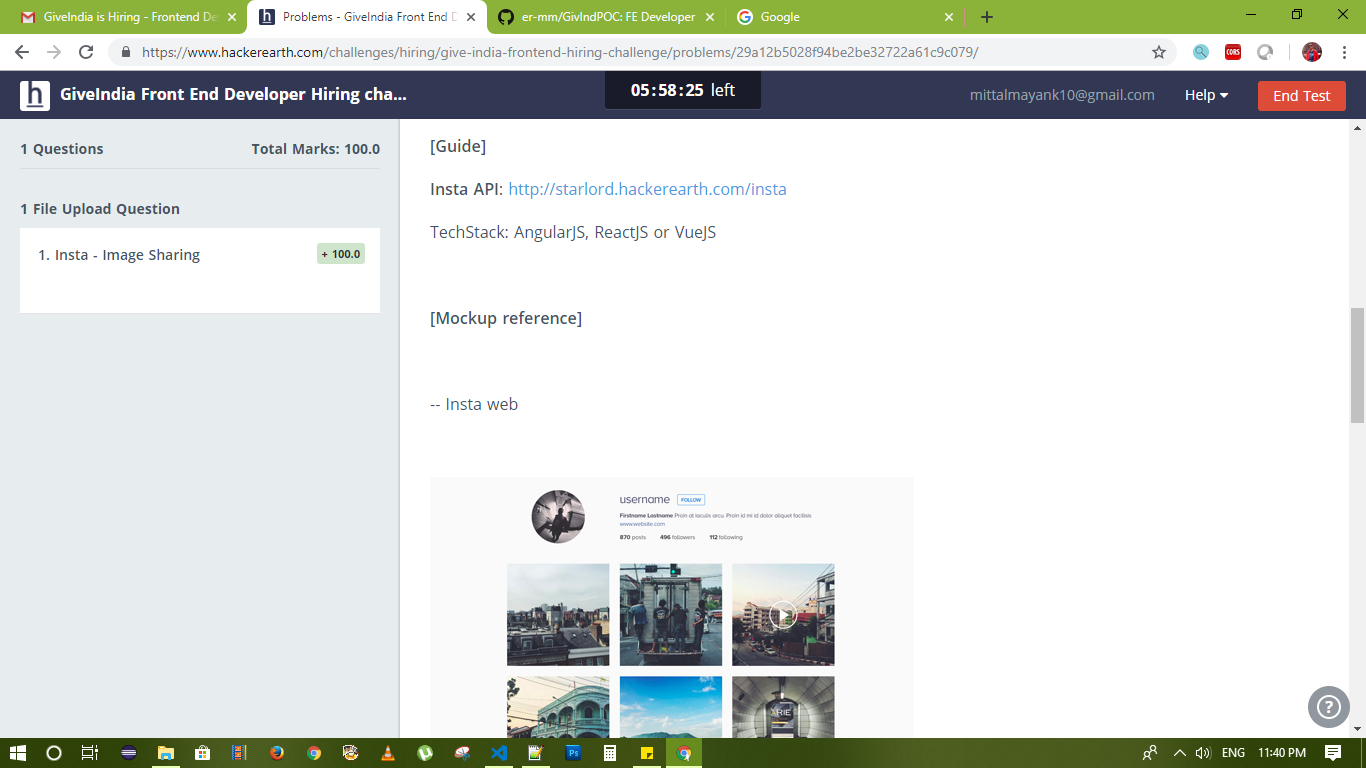 GiveIndia is Hiring - Frontend De
Problems - GiveIndia Front End D
er-mm/GivIndPOC: FE Developer
Google
https://www.hackerearth.com/challenges/hiring/give-india-frontend-hiring-challenge/problems/29a12b5028f94be2be32722a61c9c079/
CORS
h
GiveIndia Front End Developer Hiring cha...
05:58:25 left
mittalmayank10@gmail.com
Help
End Test
1 Questions
Total Marks: 100.0
1 File Upload Question
1. Insta - Image Sharing
+ 100.0
[Guide]
Insta API: http://starlord.hackerearth.com/insta
TechStack: AngularJS, ReactJS or VueJS
[Mockup reference]
-- Insta web
username
FOLLOW
Firstname Lastname Proin at iaculis arcu. Proin id mi id dolor aliquet facilisis
www.website.com
870 posts 496 followers 112 following
ARIE
?
Ps
ENG
11:40 PM